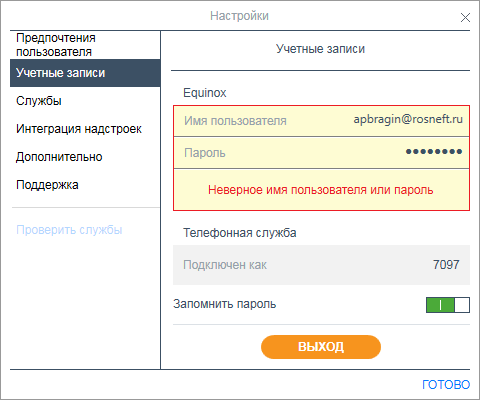 Настройки
Предпочтения
пользователя
Учетные записи
Службы
Интеграция надстроек
Дополнительно
Поддержка
Проверить службы
Учетные записи
Equinox
Имя пользователя apbragin@rosneft.ru
Пароль ●●●●●●●●
Неверное имя пользователя или пароль
Телефонная служба
Подключен как 7097
Запомнить пароль
ВЫХОД
ГОТОВО